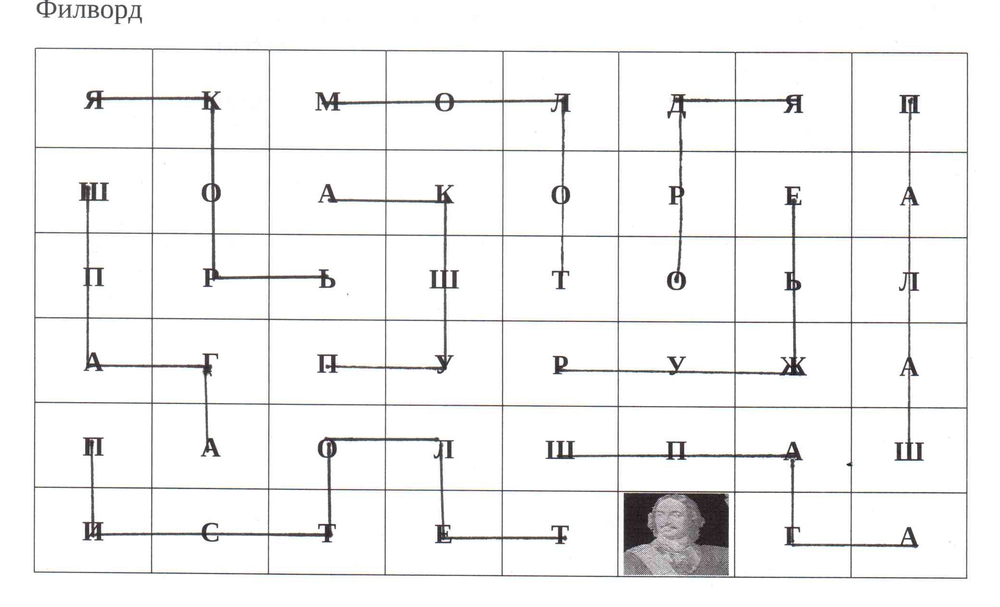 Филворд
Я К М О Л Д Я П
Ш О А К О Р Е А
П Р Ь Ш Т О Ь Л
А Г П У Р У Ж А
П А О Л Ш П А Ш
И С Т Е Т Г А